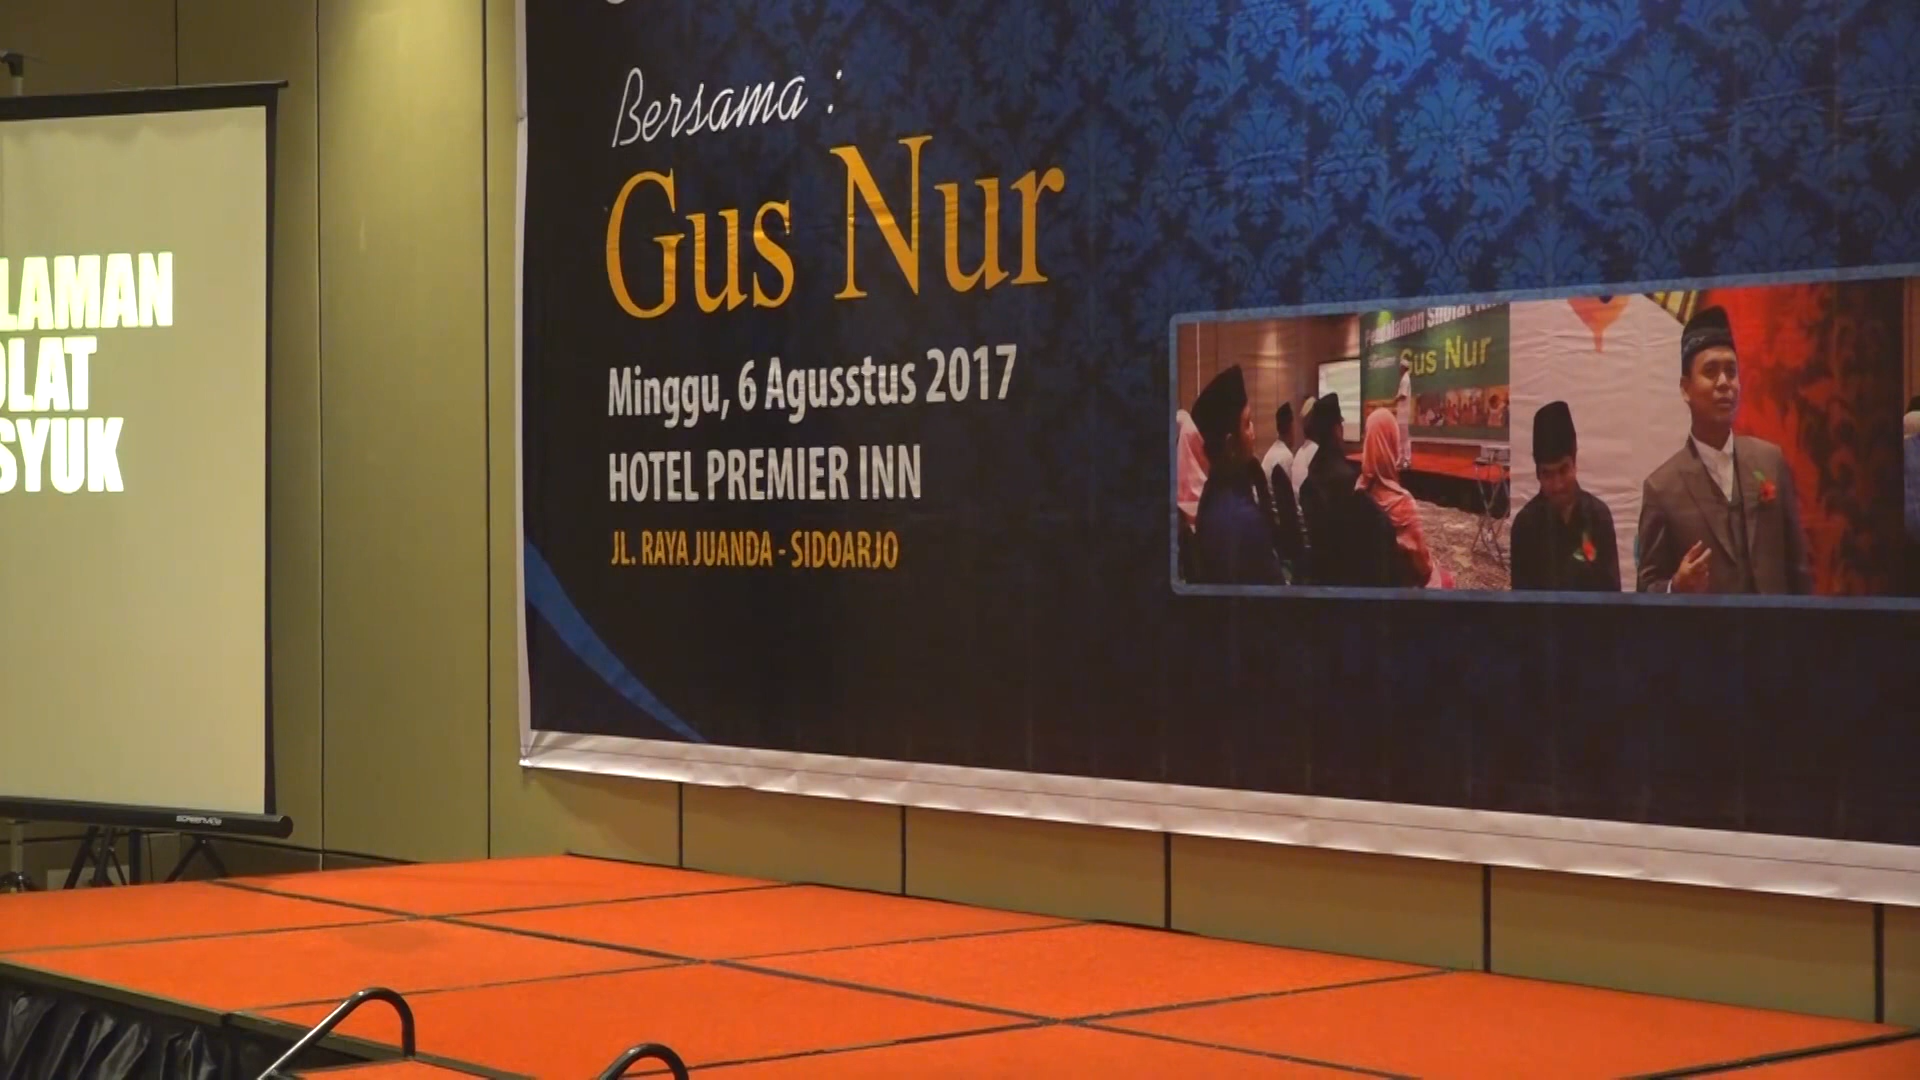 LAMAN
OLAT
SYUK
Bersama :
Gus Nur
Minggu, 6 Agusstus 2017
HOTEL PREMIER INN
JL. RAYA JUANDA - SIDOARJO
Sholat
Gus Nur